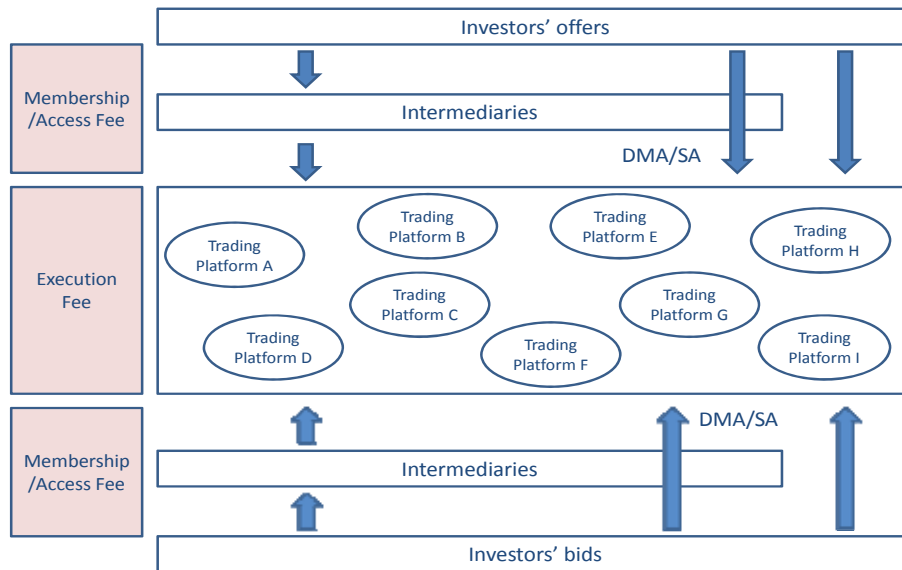 Investors' offers
Membership
/Access Fee
Intermediaries
DMA/SA
Execution
Fee
Trading
Platform A
Trading
Platform B
Trading
Platform E
Trading
Platform H
Trading
Platform C
Trading
Platform G
Trading
Platform D
Trading
Platform F
Trading
Platform I
Membership
/Access Fee
DMA/SA
Intermediaries
Investors' bids